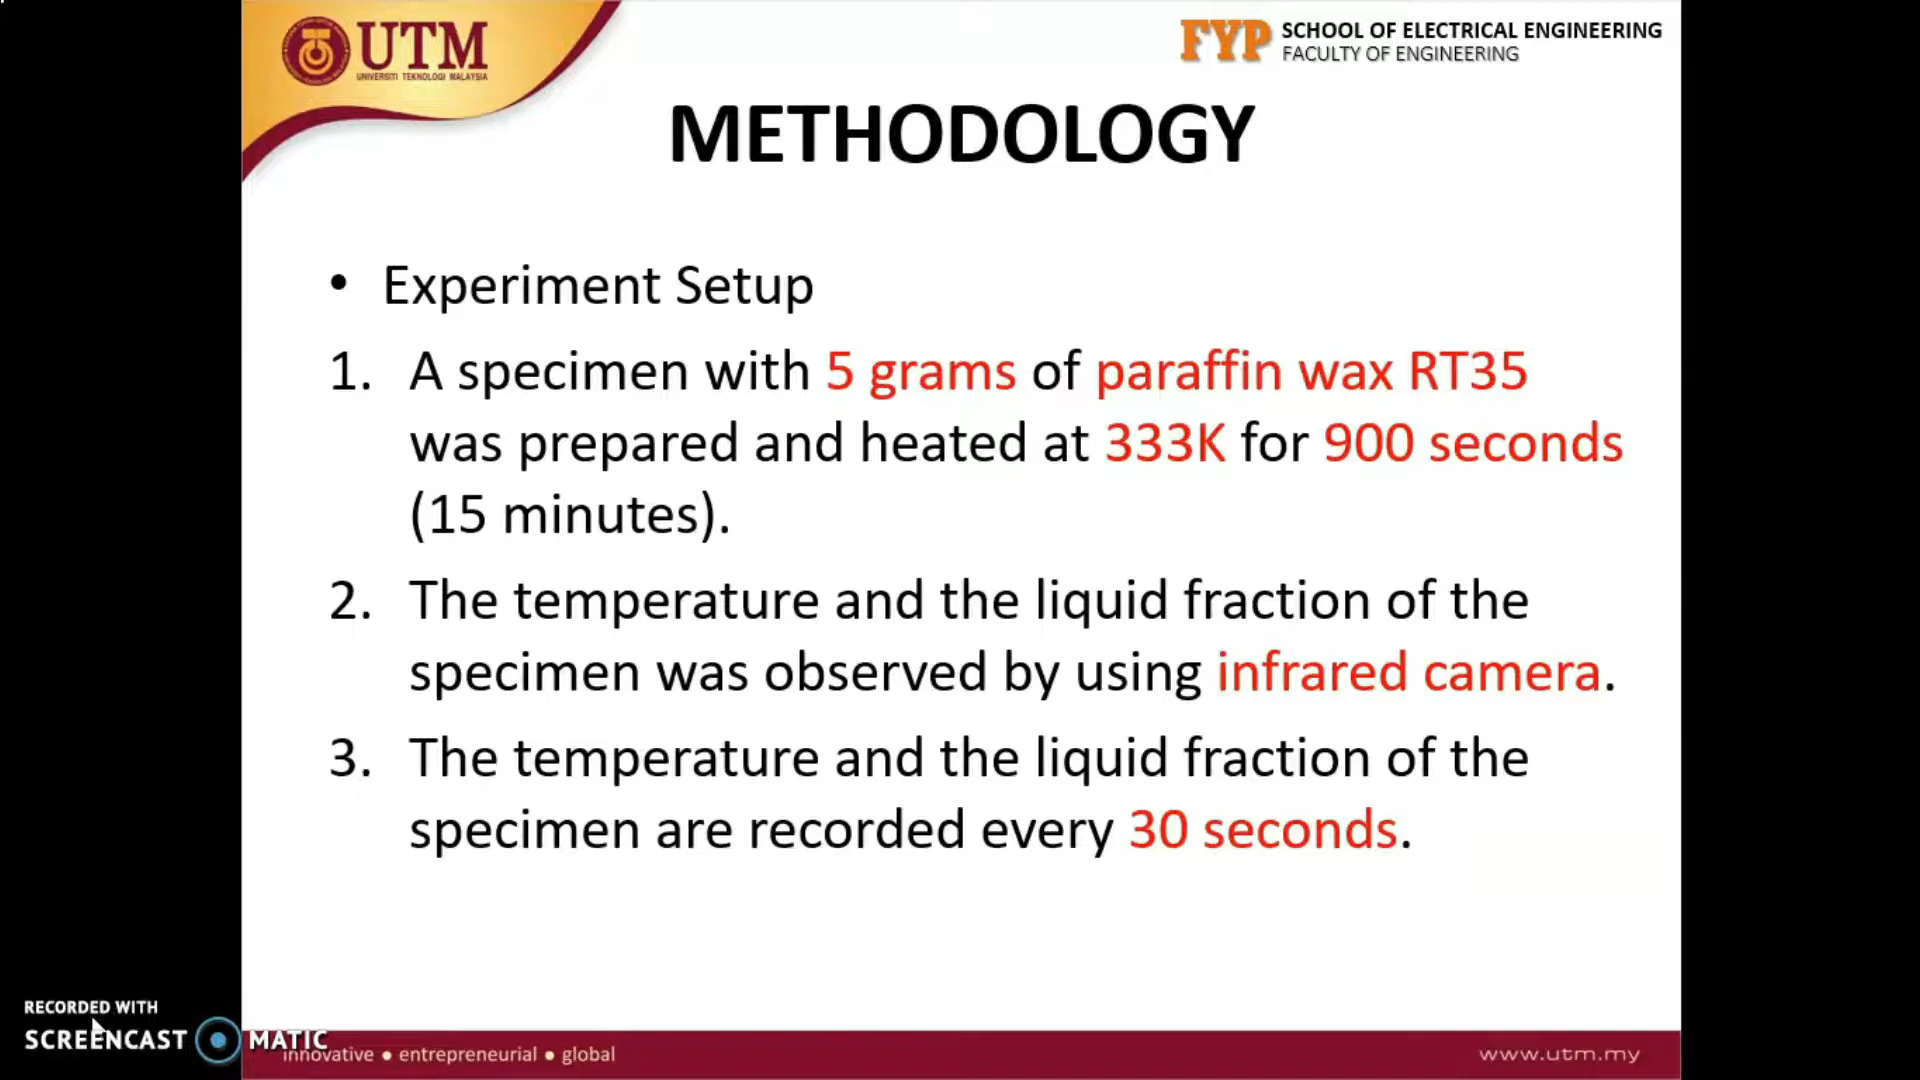 UTM
UNIVERSITI TEKNOLOGI MALAYSIA
FYP SCHOOL OF ELECTRICAL ENGINEERING
FACULTY OF ENGINEERING
METHODOLOGY
• Experiment Setup
1. A specimen with 5 grams of paraffin wax RT35
was prepared and heated at 333K for 900 seconds
(15 minutes).
2. The temperature and the liquid fraction of the
specimen was observed by using infrared camera.
3. The temperature and the liquid fraction of the
specimen are recorded every 30 seconds.
RECORDED WITH
SCREENCAST MATIC
innovative ● entrepreneurial ● global
www.utm.my